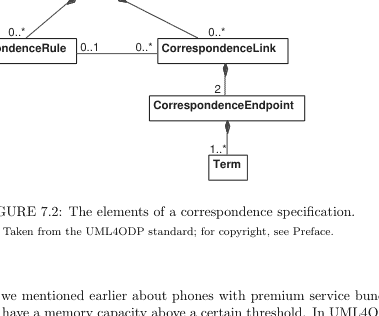 0..* 0..*
ondenceRule 0..1 0..* CorrespondenceLink
2
CorrespondenceEndpoint
1..*
Term
GURE 7.2: The elements of a correspondence specification.
Taken from the UML4ODP standard; for copyright, see Preface.
we mentioned earlier about phones with premium service bun
have a memory capacity above a certain threshold. In UML4O